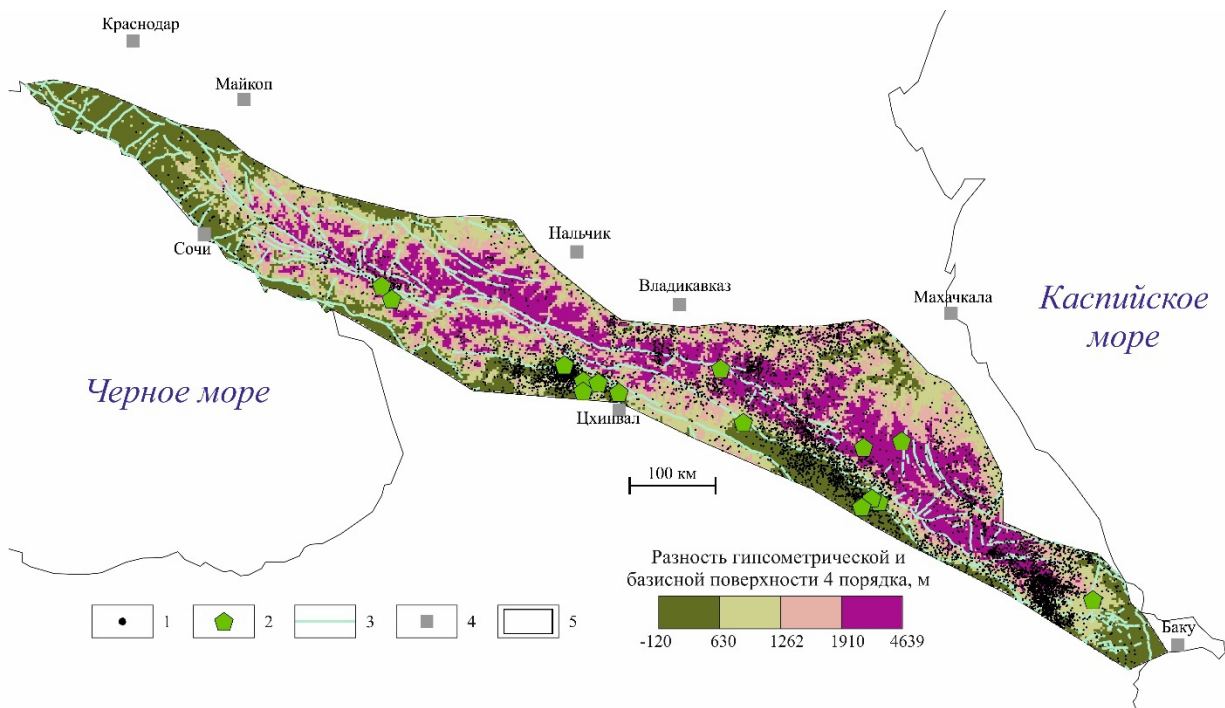 Краснодар
Майкоп
Сочи
Нальчик
Владикавказ
Махачкала
Каспийское
море
Черное море
Цхинвал
100 км
Разность гипсометрической и
базисной поверхности 4 порядка, м
-120 630 1262 1910 4639
1 2 3 4 5
Баку